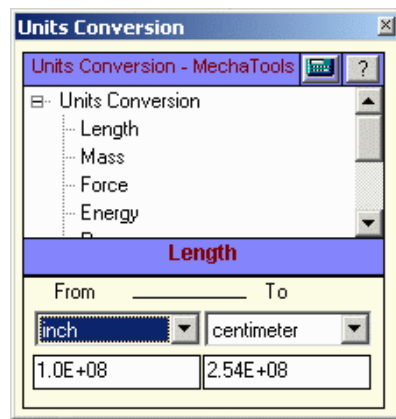 Units Conversion
Units Conversion - MechaTools ?
Units Conversion
Length
Mass
Force
Energy
Length
From To
inch centimeter
1.0E+08 2.54E+08